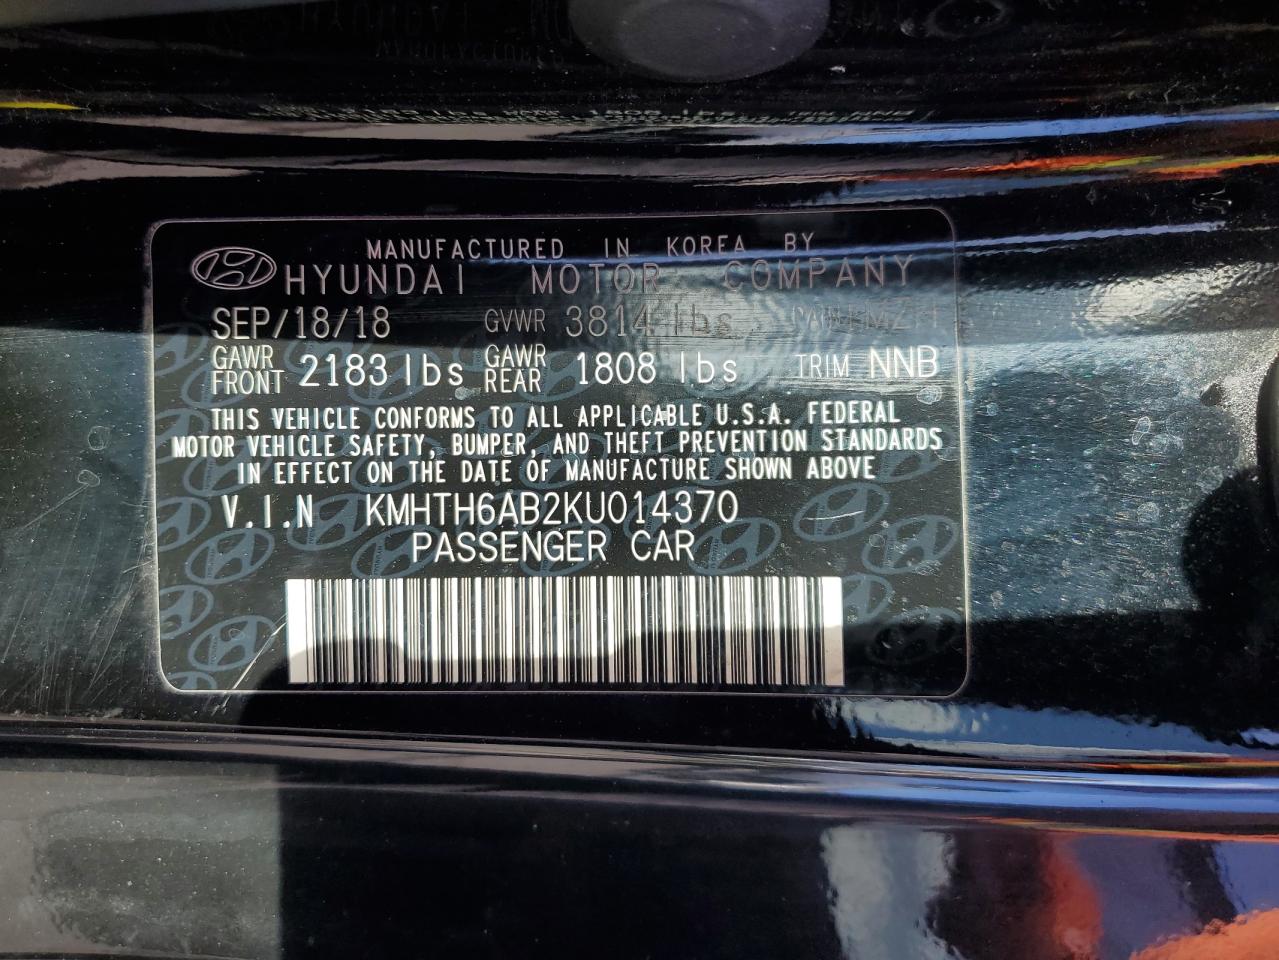 MANUFACTURED IN KOREA BY
HYUNDAI MOTOR COMPANY
SEP/18/18 GVWR 3814 lbs PAINT
GAWR FRONT 2183 lbs GAWR REAR 1808 lbs TRIM NNB
THIS VEHICLE CONFORMS TO ALL APPLICABLE U.S.A. FEDERAL
MOTOR VEHICLE SAFETY, BUMPER, AND THEFT PREVENTION STANDARDS
IN EFFECT ON THE DATE OF MANUFACTURE SHOWN ABOVE
V.I.N KMHTH6AB2KU014370
PASSENGER CAR